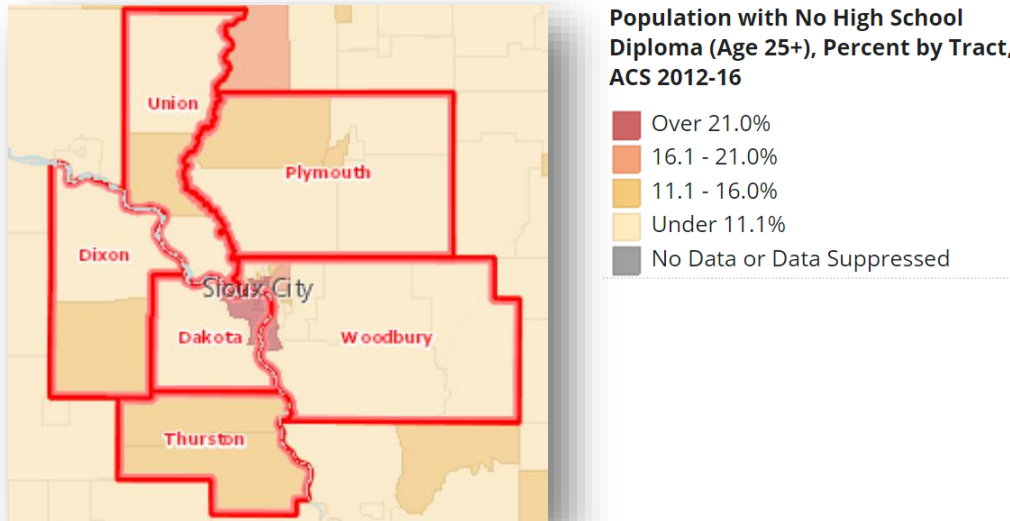 Population with No High School
Diploma (Age 25+), Percent by Tract,
ACS 2012-16
Over 21.0%
16.1 - 21.0%
11.1 - 16.0%
Under 11.1%
No Data or Data Suppressed
Union
Plymouth
Dixon
Sioux City
Dakota
Woodbury
Thurston